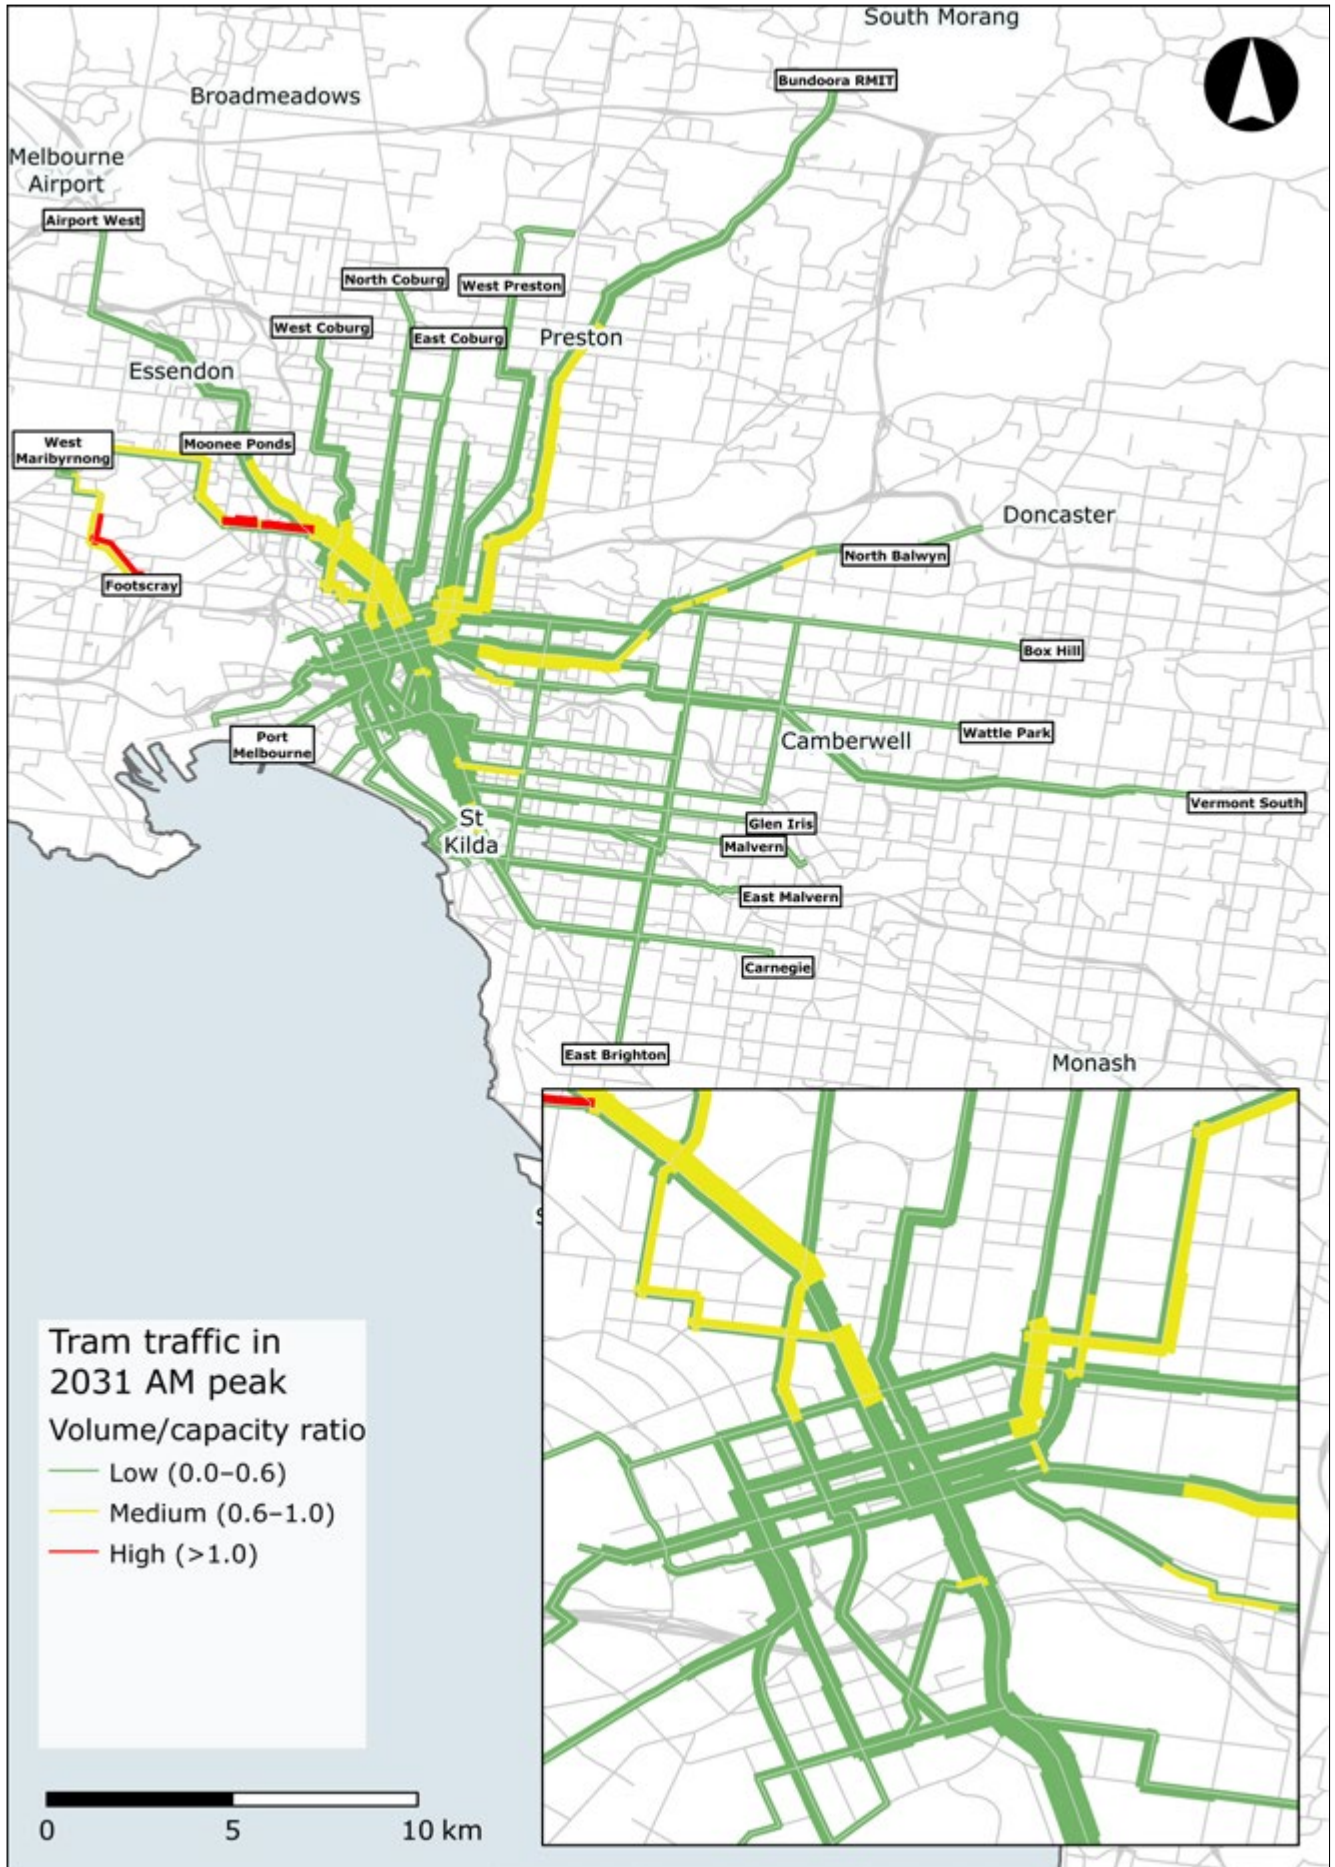 South Morang
Bundoora RMIT
Broadmeadows
Melbourne
Airport
Airport West
North Coburg
West Preston
West Coburg
East Coburg
Preston
Essendon
West
Maribyrnong
Moonee Ponds
Doncaster
North Balwyn
Footscray
Box Hill
Port
Melbourne
Wattle Park
Camberwell
Vermont South
St
Kilda
Glen Iris
Malvern
East Malvern
Carnegie
East Brighton
Monash
Tram traffic in
2031 AM peak
Volume/capacity ratio
Low (0.0–0.6)
Medium (0.6–1.0)
High (>1.0)
0 5 10 km